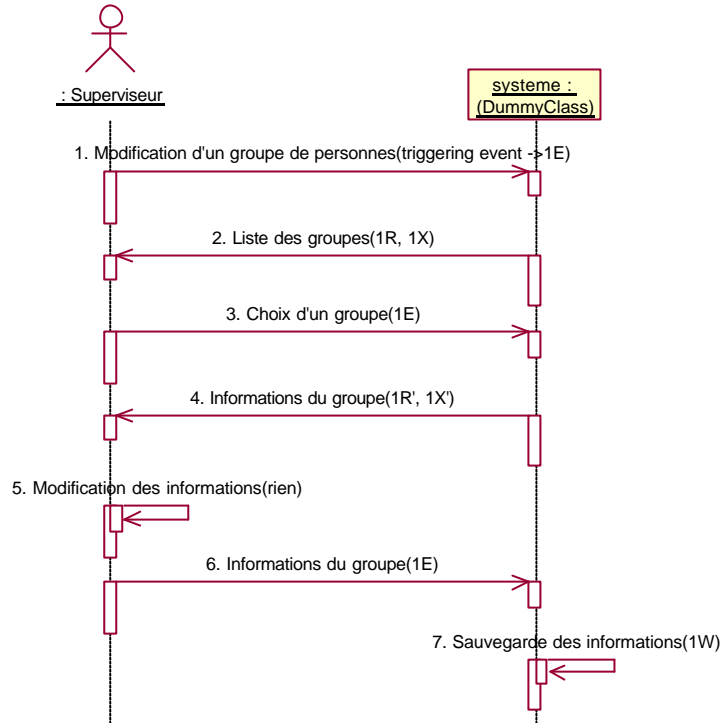 : Superviseur
systeme :
(DummyClass)
1. Modification d'un groupe de personnes(triggering event ->1E)
2. Liste des groupes(1R, 1X)
3. Choix d'un groupe(1E)
4. Informations du groupe(1R', 1X')
5. Modification des informations(rien)
6. Informations du groupe(1E)
7. Sauvegarde des informations(1W)